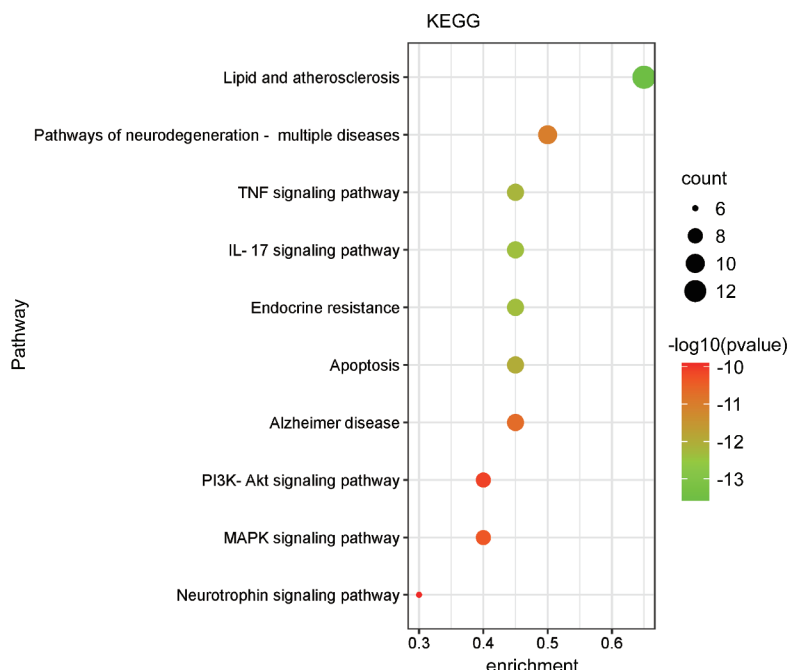 KEGG
Lipid and atherosclerosis
Pathways of neurodegeneration -  multiple diseases
TNF signaling pathway
IL- 17 signaling pathway
Endocrine resistance
Apoptosis
Alzheimer disease
PI3K- Akt signaling pathway
MAPK signaling pathway
Neurotrophin signaling pathway
Pathway
0.3 0.4 0.5 0.6
enrichment
count
6
8
10
12
-log10(pvalue)
-10
-11
-12
-13